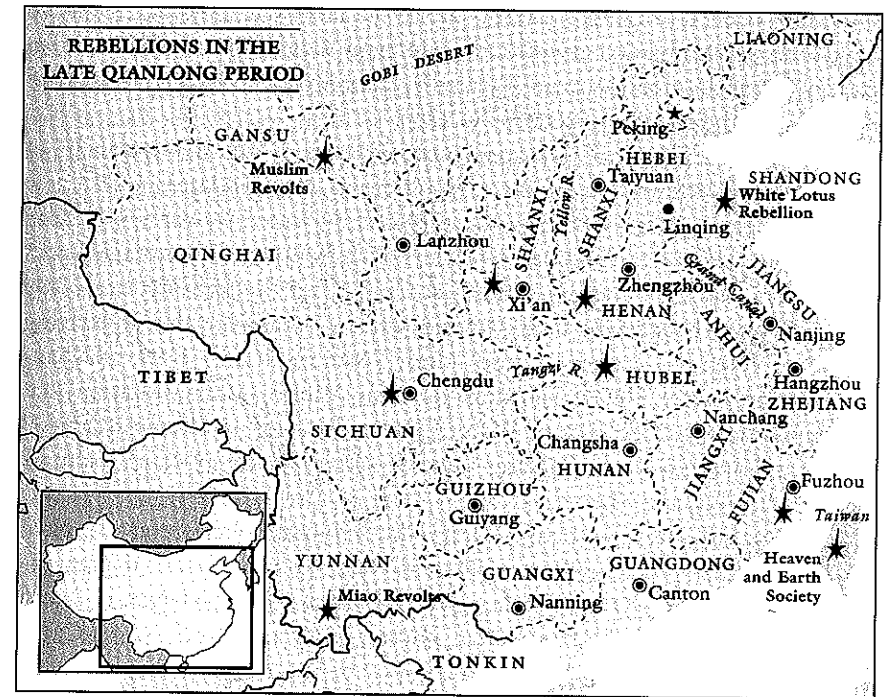 REBELLIONS IN THE
LATE QIANLONG PERIOD
GOBI DESERT
LIAONING
GANSU
Muslim
Revolts
Peking
HEBEI
Taiyuan
SHANDONG
White Lotus
Rebellion
SHAANXI
Yellow R.
SHANXI
Linqing
QINGHAI
Lanzhou
Xi'an
Zhengzhou
HENAN
Grand Canal
JIANGSU
ANHUI
Nanjing
TIBET
Chengdu
Yangzi R.
HUBEI
Hangzhou
ZHEJIANG
SICHUAN
Changsha
HUNAN
Nanchang
JIANGXI
GUIZHOU
Guiyang
FUJIAN
Fuzhou
Taiwan
YUNNAN
GUANGXI
GUANGDONG
Heaven
and Earth
Society
Miao Revolts
Nanning
Canton
TONKIN